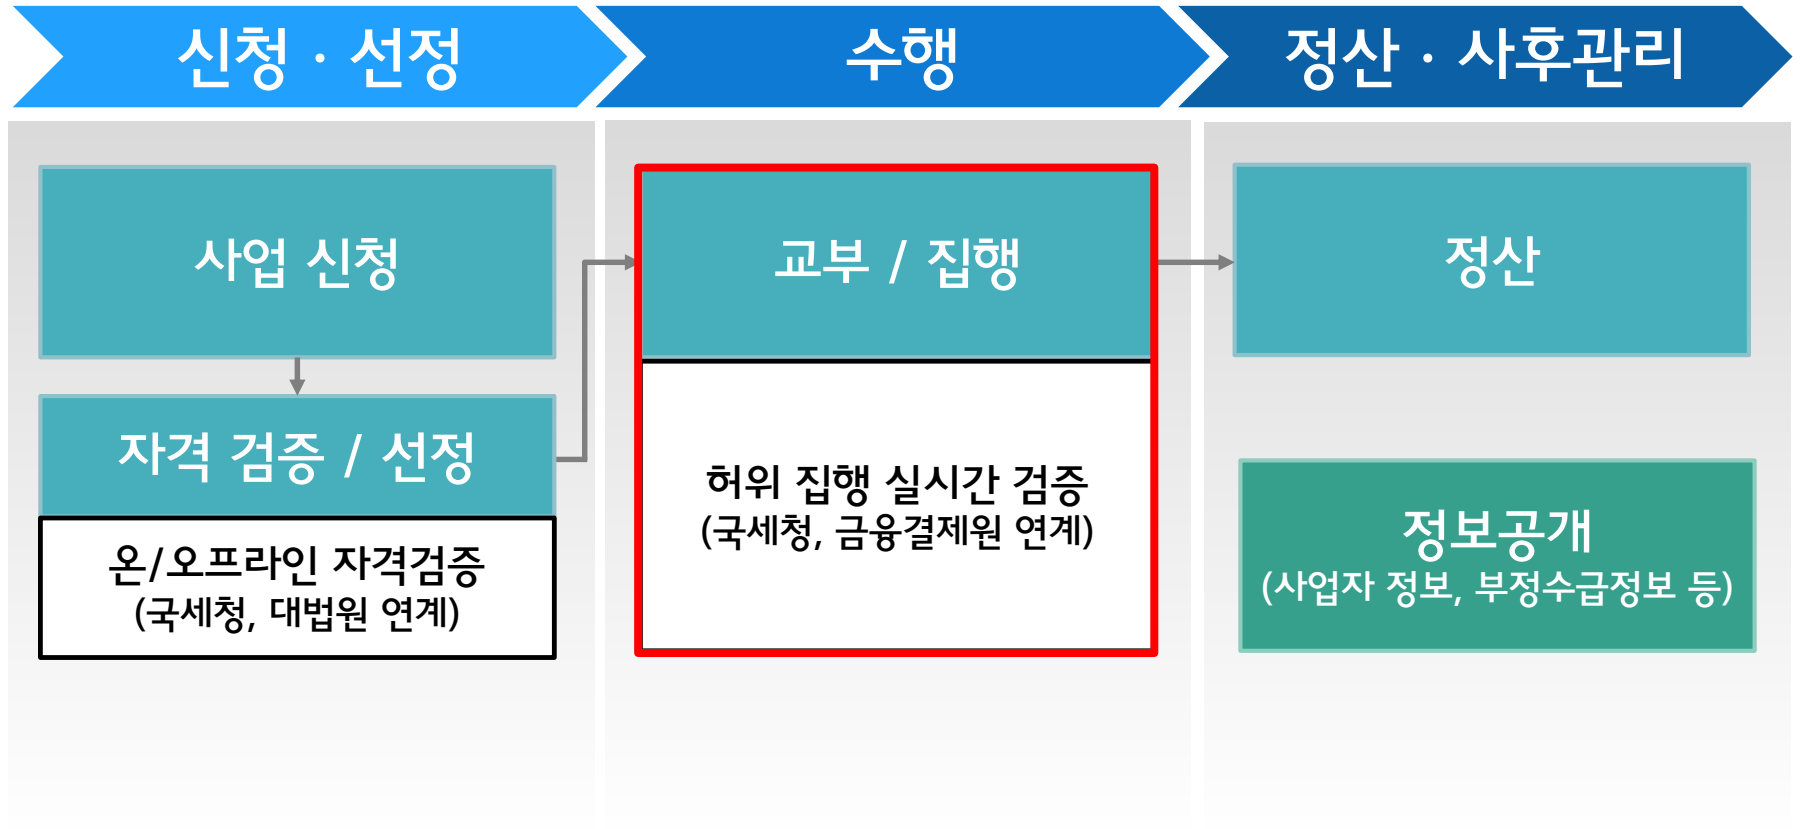 신청 · 선정
수행
정산 · 사후관리
사업 신청
자격 검증 / 선정
온/오프라인 자격검증
(국세청, 대법원 연계)
교부 / 집행
허위 집행 실시간 검증
(국세청, 금융결제원 연계)
정산
정보공개
(사업자 정보, 부정수급정보 등)